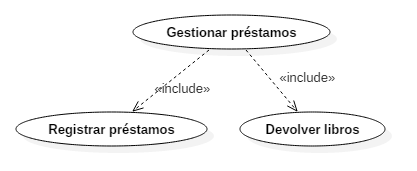 Gestionar préstamos
«include»
«include»
Registrar préstamos
Devolver libros